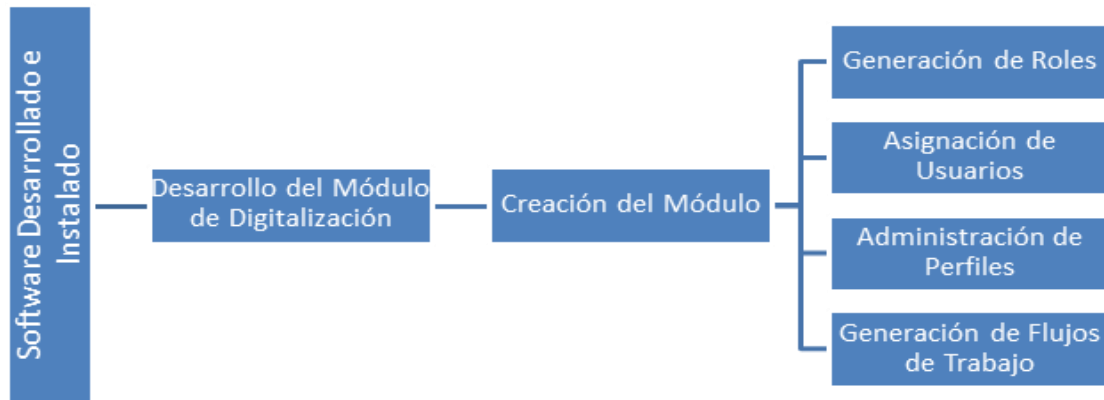 Software Desarrollado e
Instalado
Desarrollo del Módulo
de Digitalización
Creación del Módulo
Generación de Roles
Asignación de
Usuarios
Administración de
Perfiles
Generación de Flujos
de Trabajo